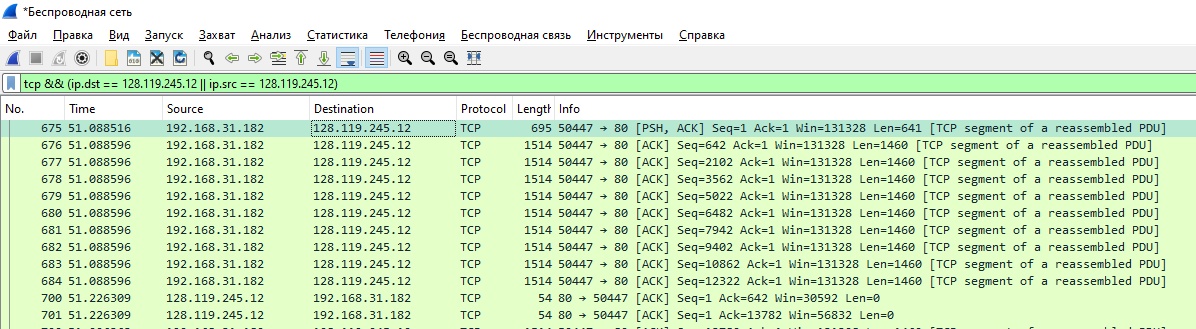 *Беспроводная сеть
Файл Правка Вид Запуск Захват Анализ Статистика Телефония Беспроводная связь Инструменты Справка
tcp && (ip.dst == 128.119.245.12 || ip.src == 128.119.245.12)
No. Time Source Destination Protocol Length Info
675 51.088516 192.168.31.182 128.119.245.12 TCP 695 50447 → 80 [PSH, ACK] Seq=1 Ack=1 Win=131328 Len=641 [TCP segment of a reassembled PDU]
676 51.088596 192.168.31.182 128.119.245.12 TCP 1514 50447 → 80 [ACK] Seq=642 Ack=1 Win=131328 Len=1460 [TCP segment of a reassembled PDU]
677 51.088596 192.168.31.182 128.119.245.12 TCP 1514 50447 → 80 [ACK] Seq=2102 Ack=1 Win=131328 Len=1460 [TCP segment of a reassembled PDU]
678 51.088596 192.168.31.182 128.119.245.12 TCP 1514 50447 → 80 [ACK] Seq=3562 Ack=1 Win=131328 Len=1460 [TCP segment of a reassembled PDU]
679 51.088596 192.168.31.182 128.119.245.12 TCP 1514 50447 → 80 [ACK] Seq=5022 Ack=1 Win=131328 Len=1460 [TCP segment of a reassembled PDU]
680 51.088596 192.168.31.182 128.119.245.12 TCP 1514 50447 → 80 [ACK] Seq=6482 Ack=1 Win=131328 Len=1460 [TCP segment of a reassembled PDU]
681 51.088596 192.168.31.182 128.119.245.12 TCP 1514 50447 → 80 [ACK] Seq=7942 Ack=1 Win=131328 Len=1460 [TCP segment of a reassembled PDU]
682 51.088596 192.168.31.182 128.119.245.12 TCP 1514 50447 → 80 [ACK] Seq=9402 Ack=1 Win=131328 Len=1460 [TCP segment of a reassembled PDU]
683 51.088596 192.168.31.182 128.119.245.12 TCP 1514 50447 → 80 [ACK] Seq=10862 Ack=1 Win=131328 Len=1460 [TCP segment of a reassembled PDU]
684 51.088596 192.168.31.182 128.119.245.12 TCP 1514 50447 → 80 [ACK] Seq=12322 Ack=1 Win=131328 Len=1460 [TCP segment of a reassembled PDU]
700 51.226309 128.119.245.12 192.168.31.182 TCP 54 80 → 50447 [ACK] Seq=1 Ack=642 Win=30592 Len=0
701 51.226309 128.119.245.12 192.168.31.182 TCP 54 80 → 50447 [ACK] Seq=1 Ack=13782 Win=56832 Len=0